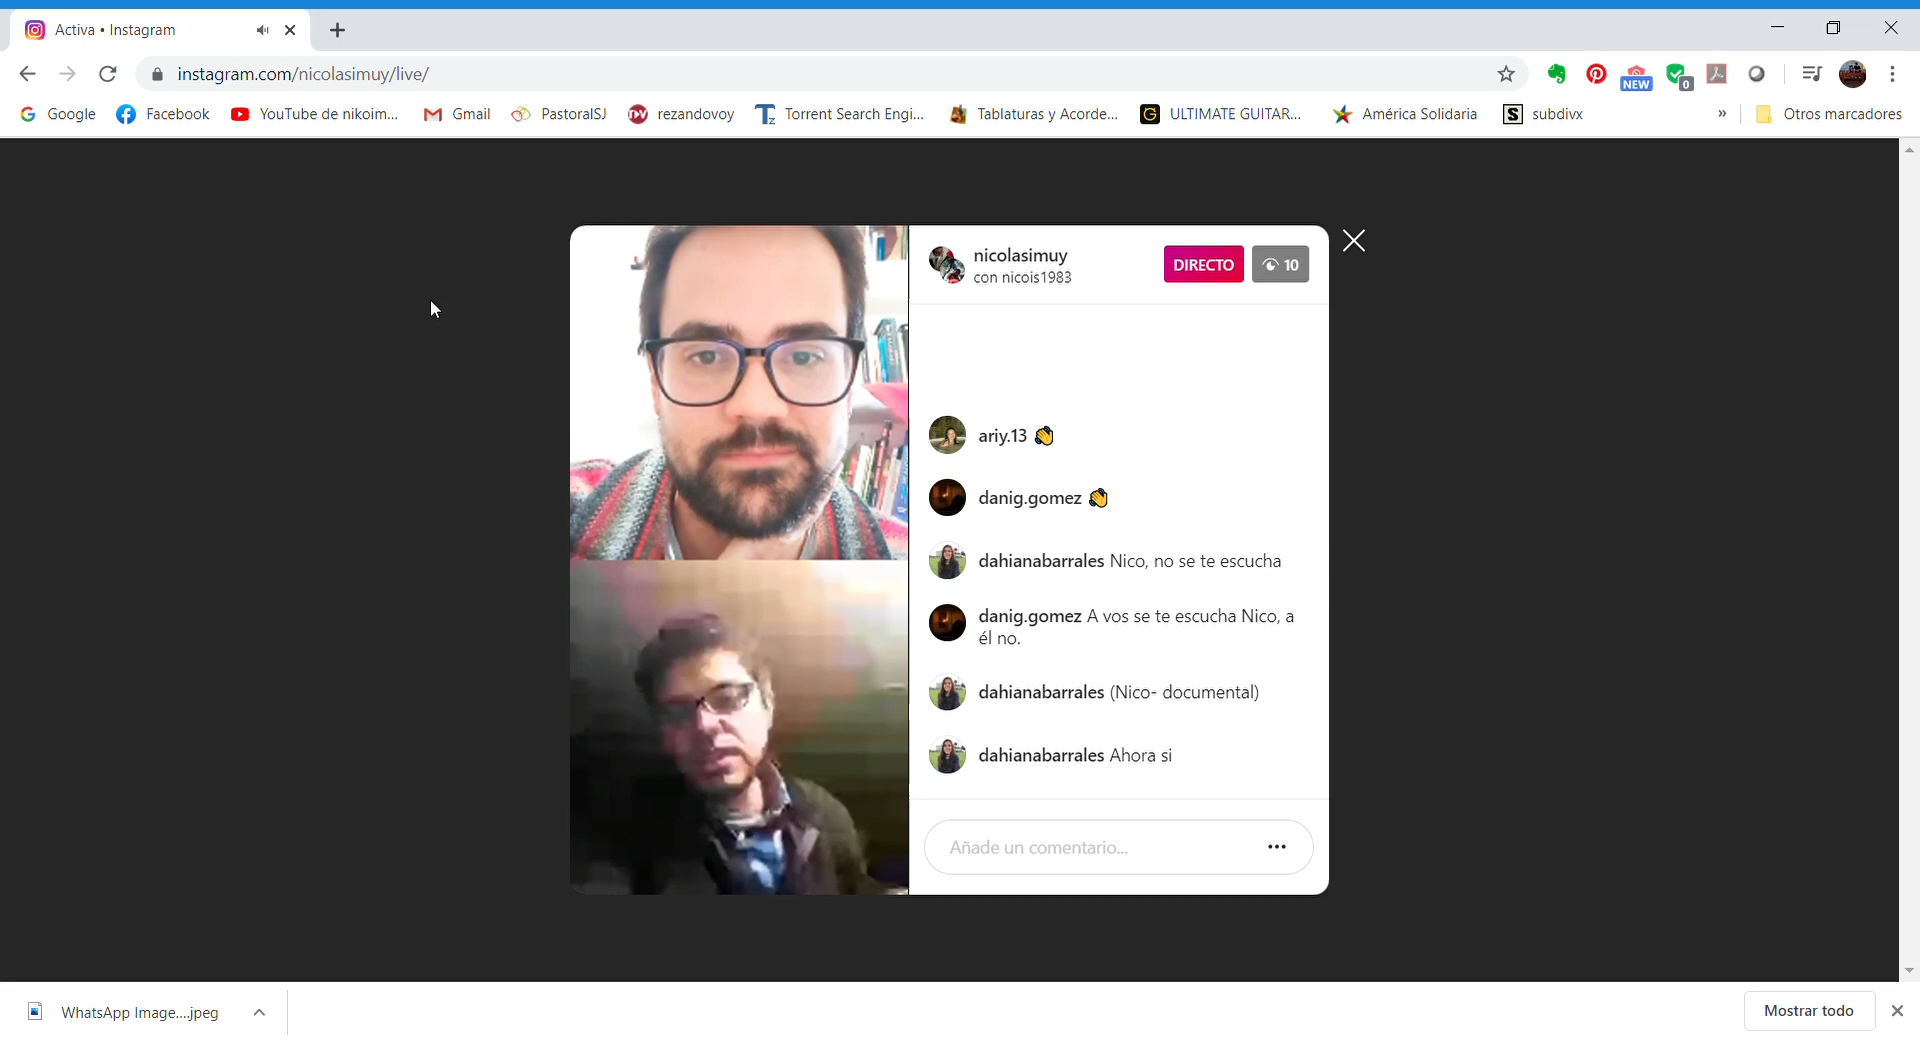 Activa • Instagram
instagram.com/nicolasimuy/live/
NEW
0
Google
Facebook
YouTube de nikoim...
Gmail
PastoralSJ
rezandovoy
Torrent Search Engi...
Tablaturas y Acorde...
ULTIMATE GUITAR...
América Solidaria
subdivx
»
Otros marcadores
nicolasimuy
con nicois1983
DIRECTO
10
ariy.13 👏
danig.gomez 👏
dahianabarrales Nico, no se te escucha
danig.gomez A vos se te escucha Nico, a
él no.
dahianabarrales (Nico- documental)
dahianabarrales Ahora si
Añade un comentario...
WhatsApp Image....jpeg
Mostrar todo